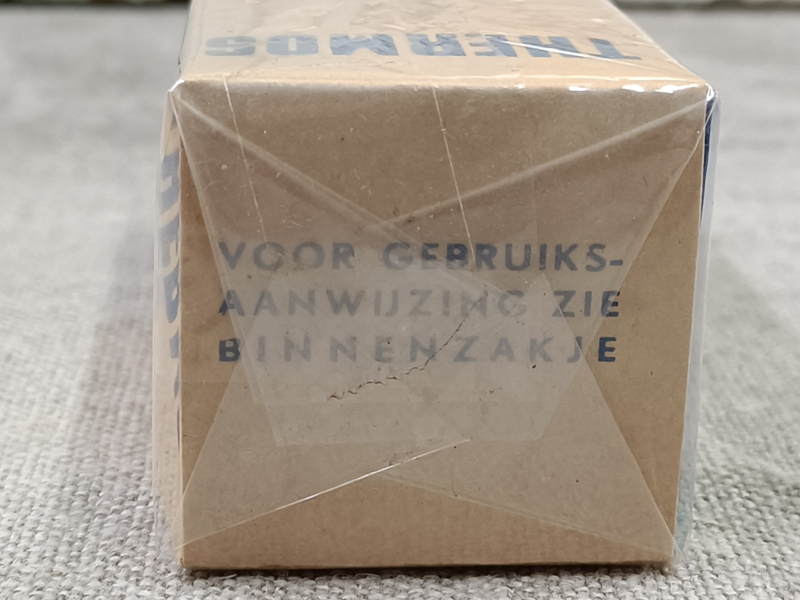 THERMOS
VOOR GEBRUIKS-
AANWIJZING ZIE
BINNENZAKJE